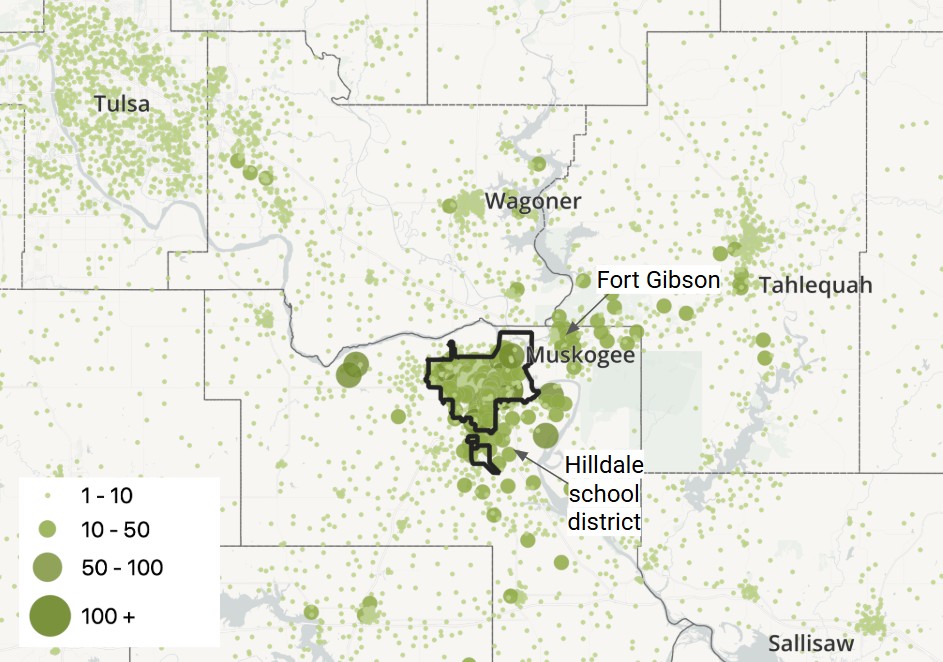 Tulsa
Wagoner
Fort Gibson
Tahlequah
Muskogee
Hilldale
school
district
1 - 10
10 - 50
50 - 100
100 +
Sallisaw